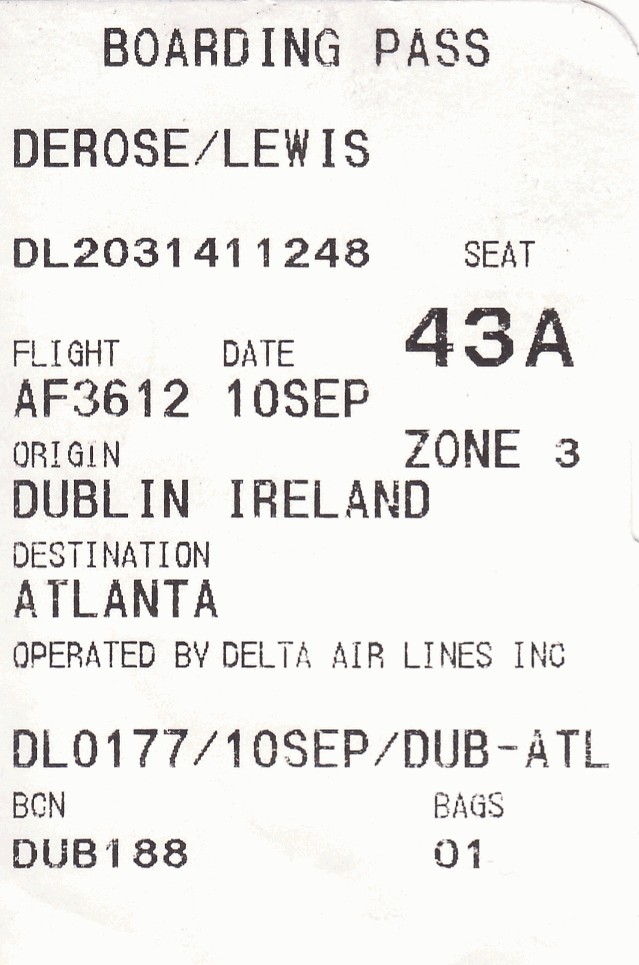 BOARDING PASS
DEROSE/LEWIS
DL2031411248 SEAT
43A
FLIGHT DATE
AF3612 10SEP
ORIGIN ZONE 3
DUBLIN IRELAND
DESTINATION
ATLANTA
OPERATED BY DELTA AIR LINES INC
DL0177/10SEP/DUB-ATL
BCN BAGS
DUB188 01